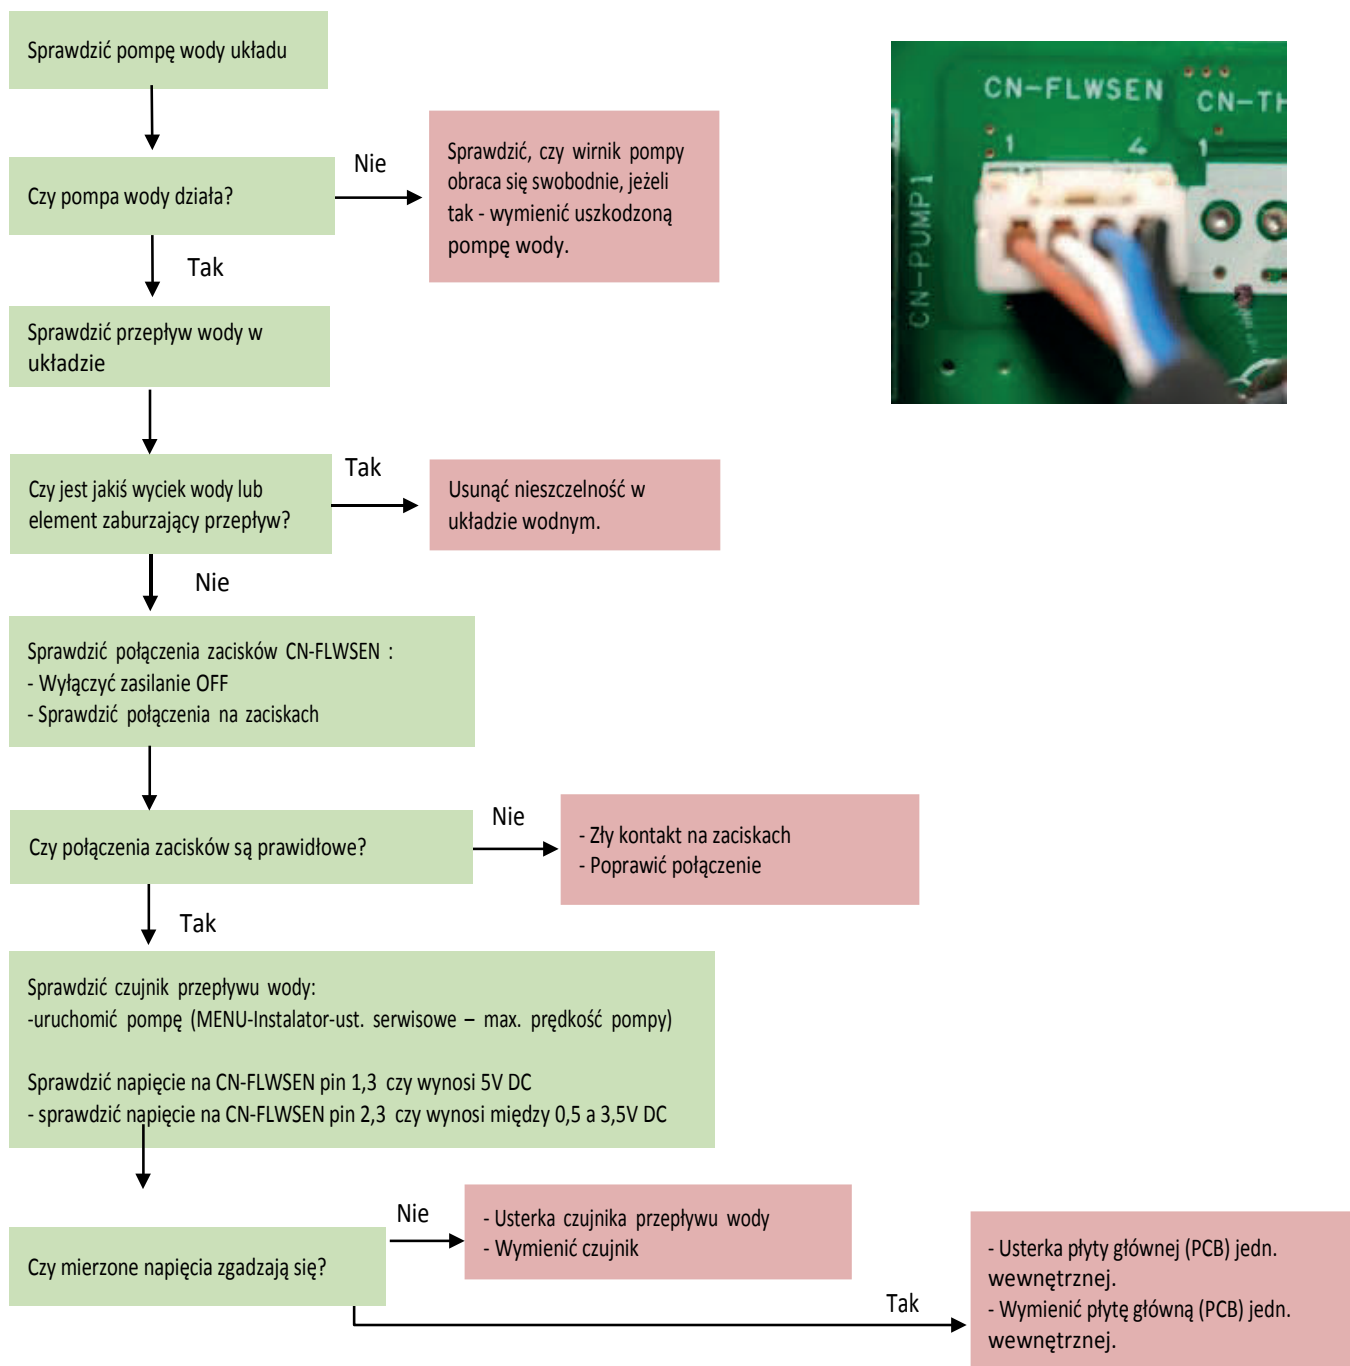 Sprawdzić pompę wody układu
Czy pompa wody działa?
Nie
Sprawdzić, czy wirnik pompy
obraca się swobodnie, jeżeli
tak - wymienić uszkodzoną
pompę wody.
CN-FLWSEN
CN-TH
1
4
1
CN-PUMP1
Tak
Sprawdzić przepływ wody w
układzie
Czy jest jakiś wyciek wody lub
element zaburzający przepływ?
Tak
Usunąć nieszczelność w
układzie wodnym.
Nie
Sprawdzić połączenia zacisków CN-FLWSEN :
- Wyłączyć zasilanie OFF
- Sprawdzić połączenia na zaciskach
Czy połączenia zacisków są prawidłowe?
Nie
- Zły kontakt na zaciskach
- Poprawić połączenie
Tak
Sprawdzić czujnik przepływu wody:
-uruchomić pompę (MENU-Instalator-ust. serwisowe – max. prędkość pompy)
Sprawdzić napięcie na CN-FLWSEN pin 1,3 czy wynosi 5V DC
- sprawdzić napięcie na CN-FLWSEN pin 2,3 czy wynosi między 0,5 a 3,5V DC
Czy mierzone napięcia zgadzają się?
Nie
- Usterka czujnika przepływu wody
- Wymienić czujnik
Tak
- Usterka płyty głównej (PCB) jedn.
wewnętrznej.
- Wymienić płytę główną (PCB) jedn.
wewnętrznej.